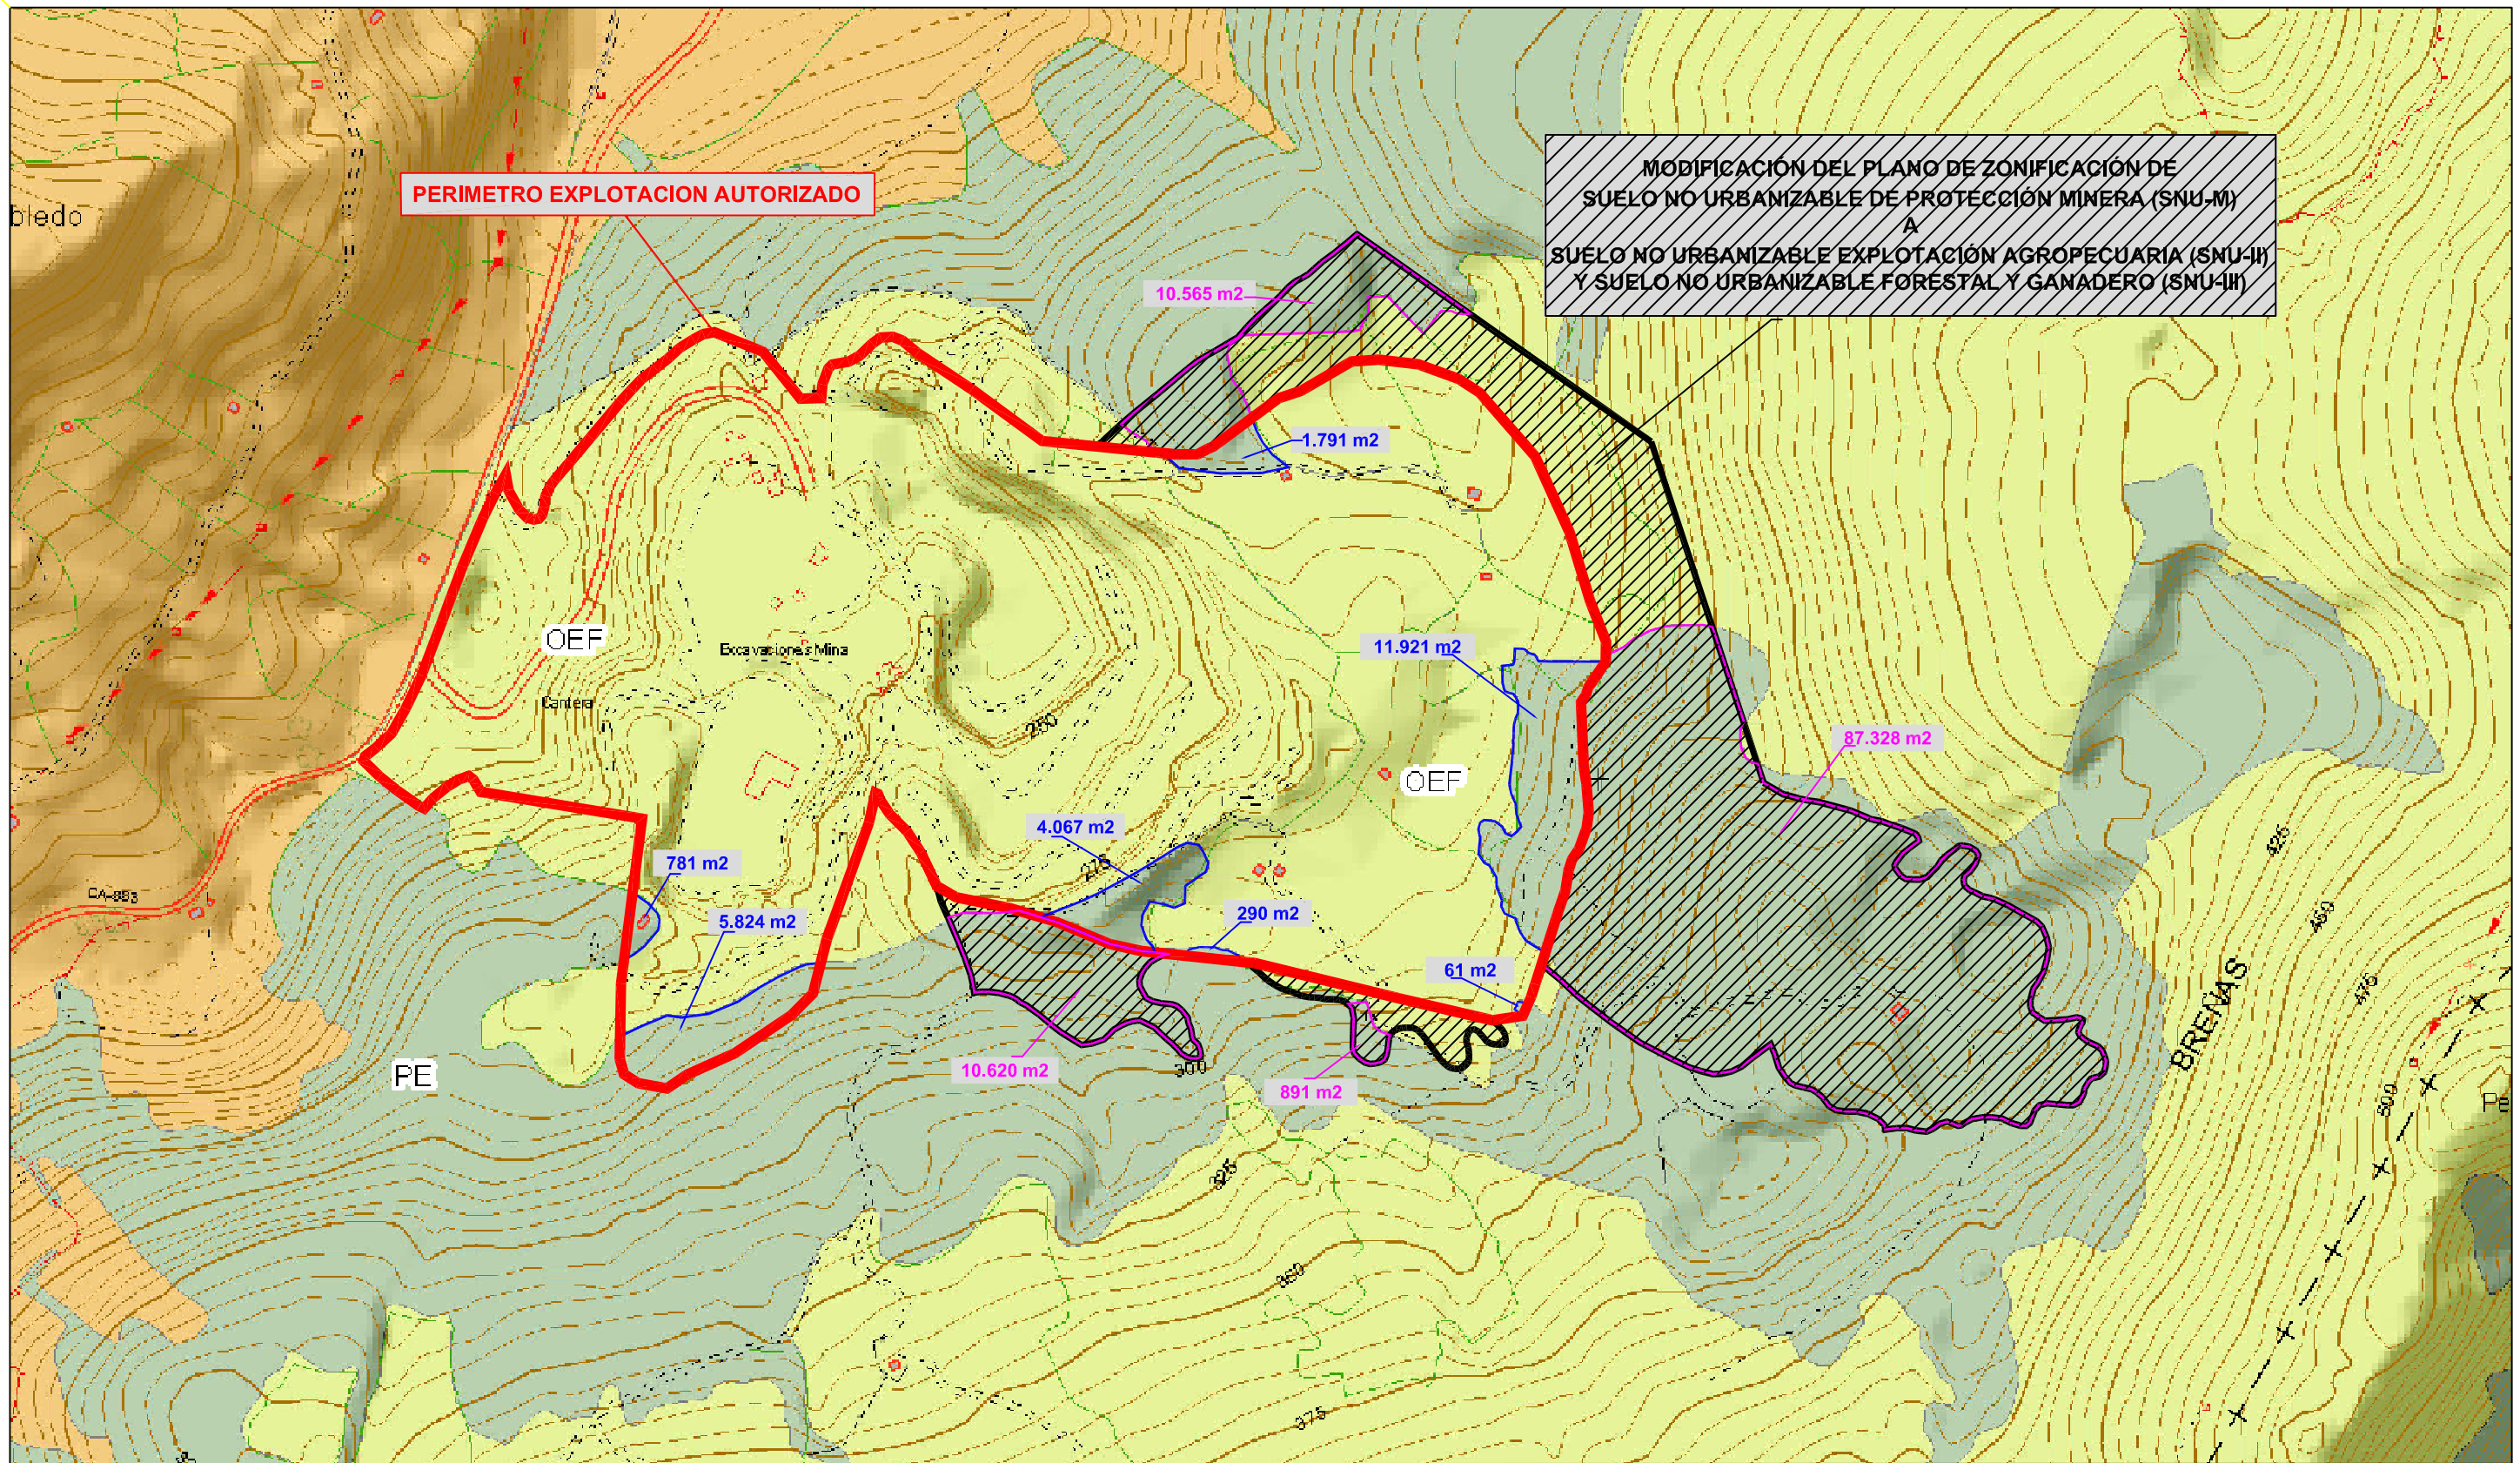 bledo
PERIMETRO EXPLOTACION AUTORIZADO
MODIFICACIÓN DEL PLANO DE ZONIFICACIÓN DE
SUELO NO URBANIZABLE DE PROTECCIÓN MINERA (SNU-M)
A
SUELO NO URBANIZABLE EXPLOTACIÓN AGROPECUARIA (SNU-II)
Y SUELO NO URBANIZABLE FORESTAL Y GANADERO (SNU-III)
10.565 m2
1.791 m2
OEF
Excavaciones Mina
11.921 m2
Cantera
250
87.328 m2
OEF
4.067 m2
275
781 m2
CA-883
5.824 m2
290 m2
61 m2
425
450
475
BREÑAS
10.620 m2
300
891 m2
PE
500
Pe
325
350
375